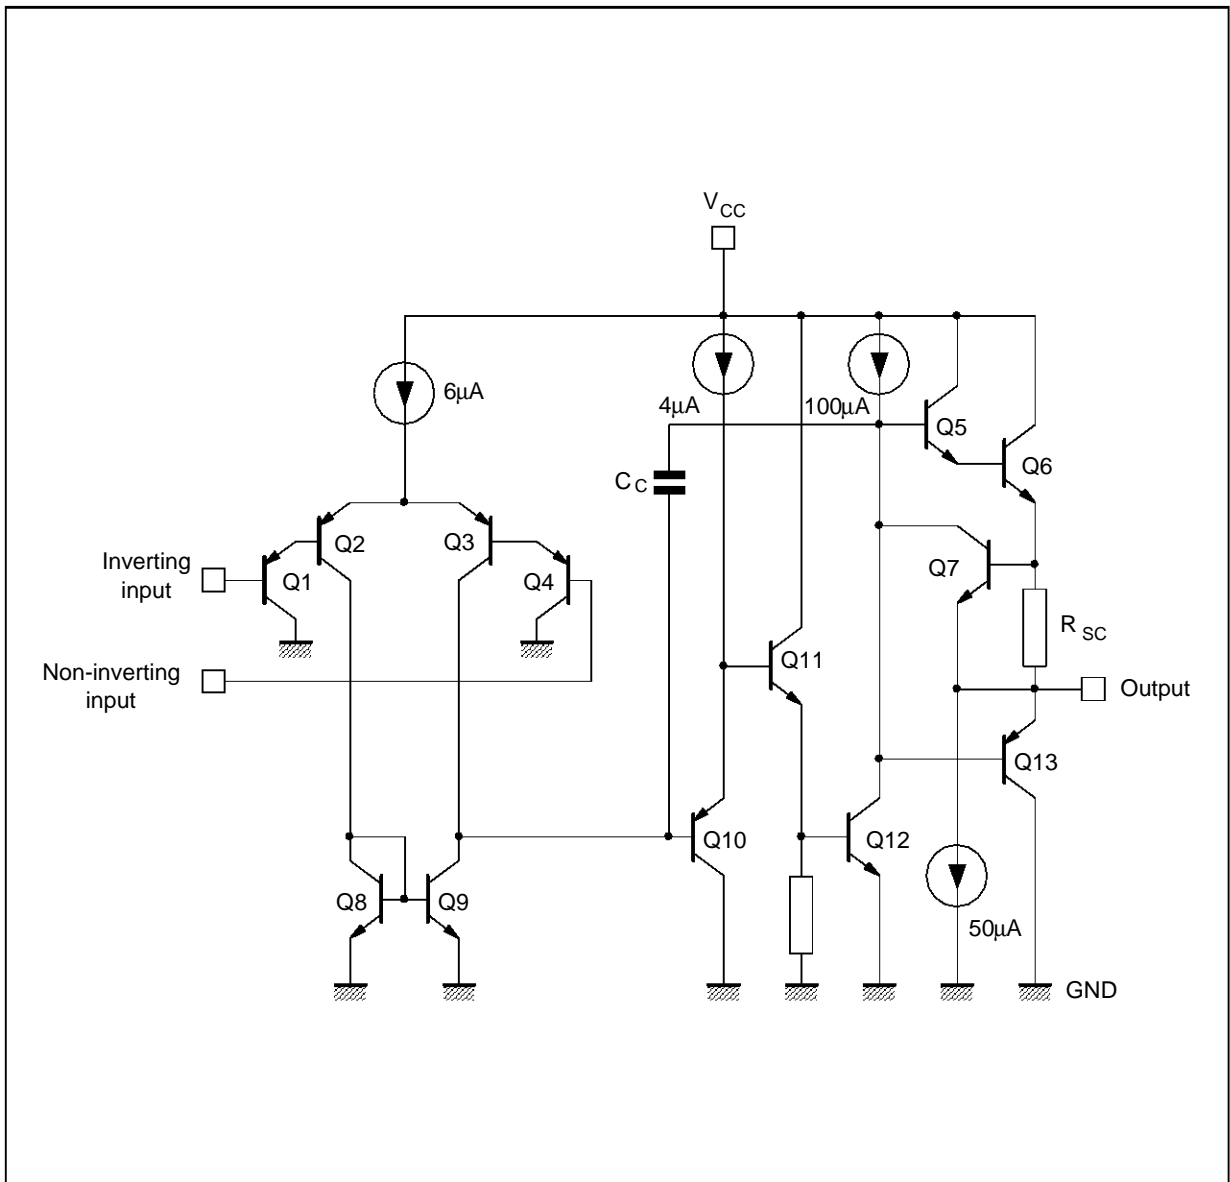 V CC
6μA
4μA
100μA
Q5
Q6
C C
Inverting
input
Q1
Q2
Q3
Q4
Q7
R SC
Non-inverting
input
Q11
Output
Q13
Q10
Q12
Q8
Q9
50μA
GND